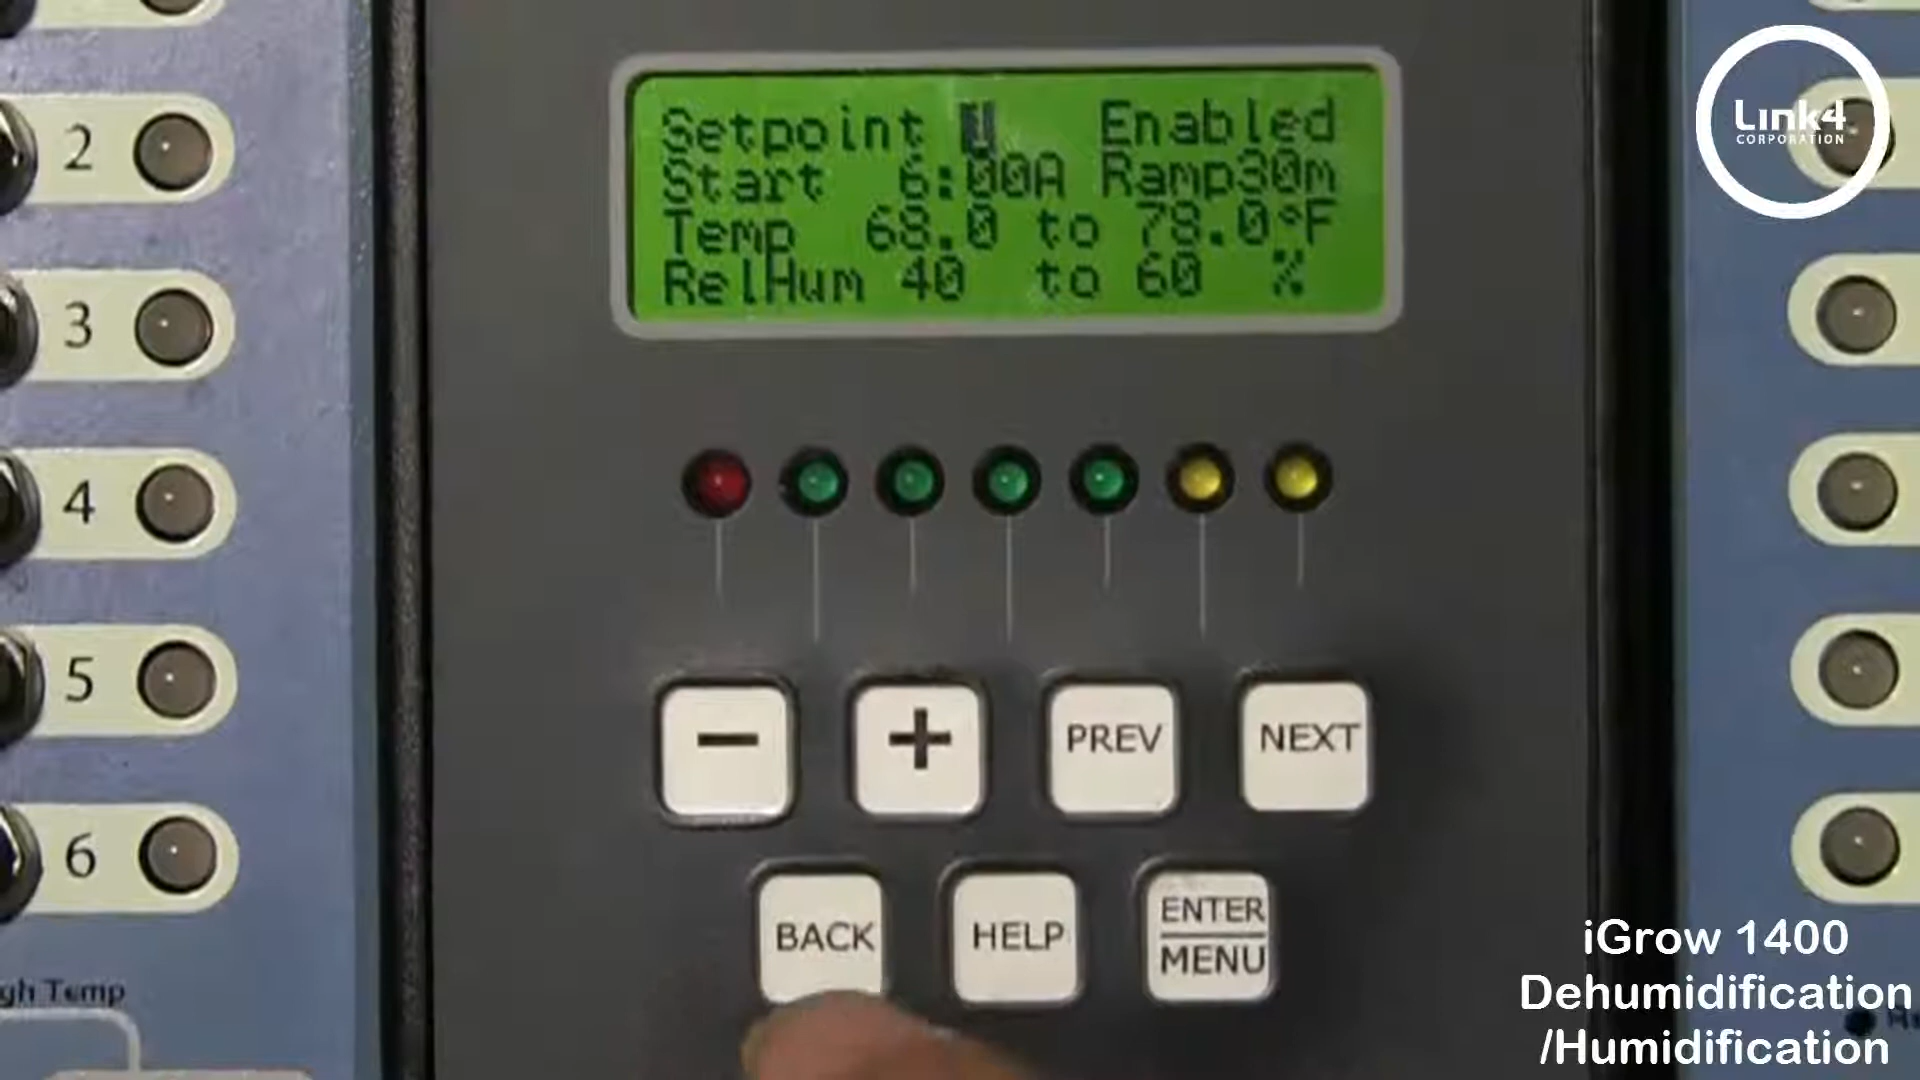 Setpoint 1 Enabled
Start 6:00A Ramp30m
Temp 68.0 to 78.0°F
RelHum 40 to 60 %
Link4
CORPORATION
2
3
4
5
6
−
+
PREV
NEXT
BACK
HELP
ENTER
MENU
gh Temp
iGrow 1400
Dehumidification
/Humidification